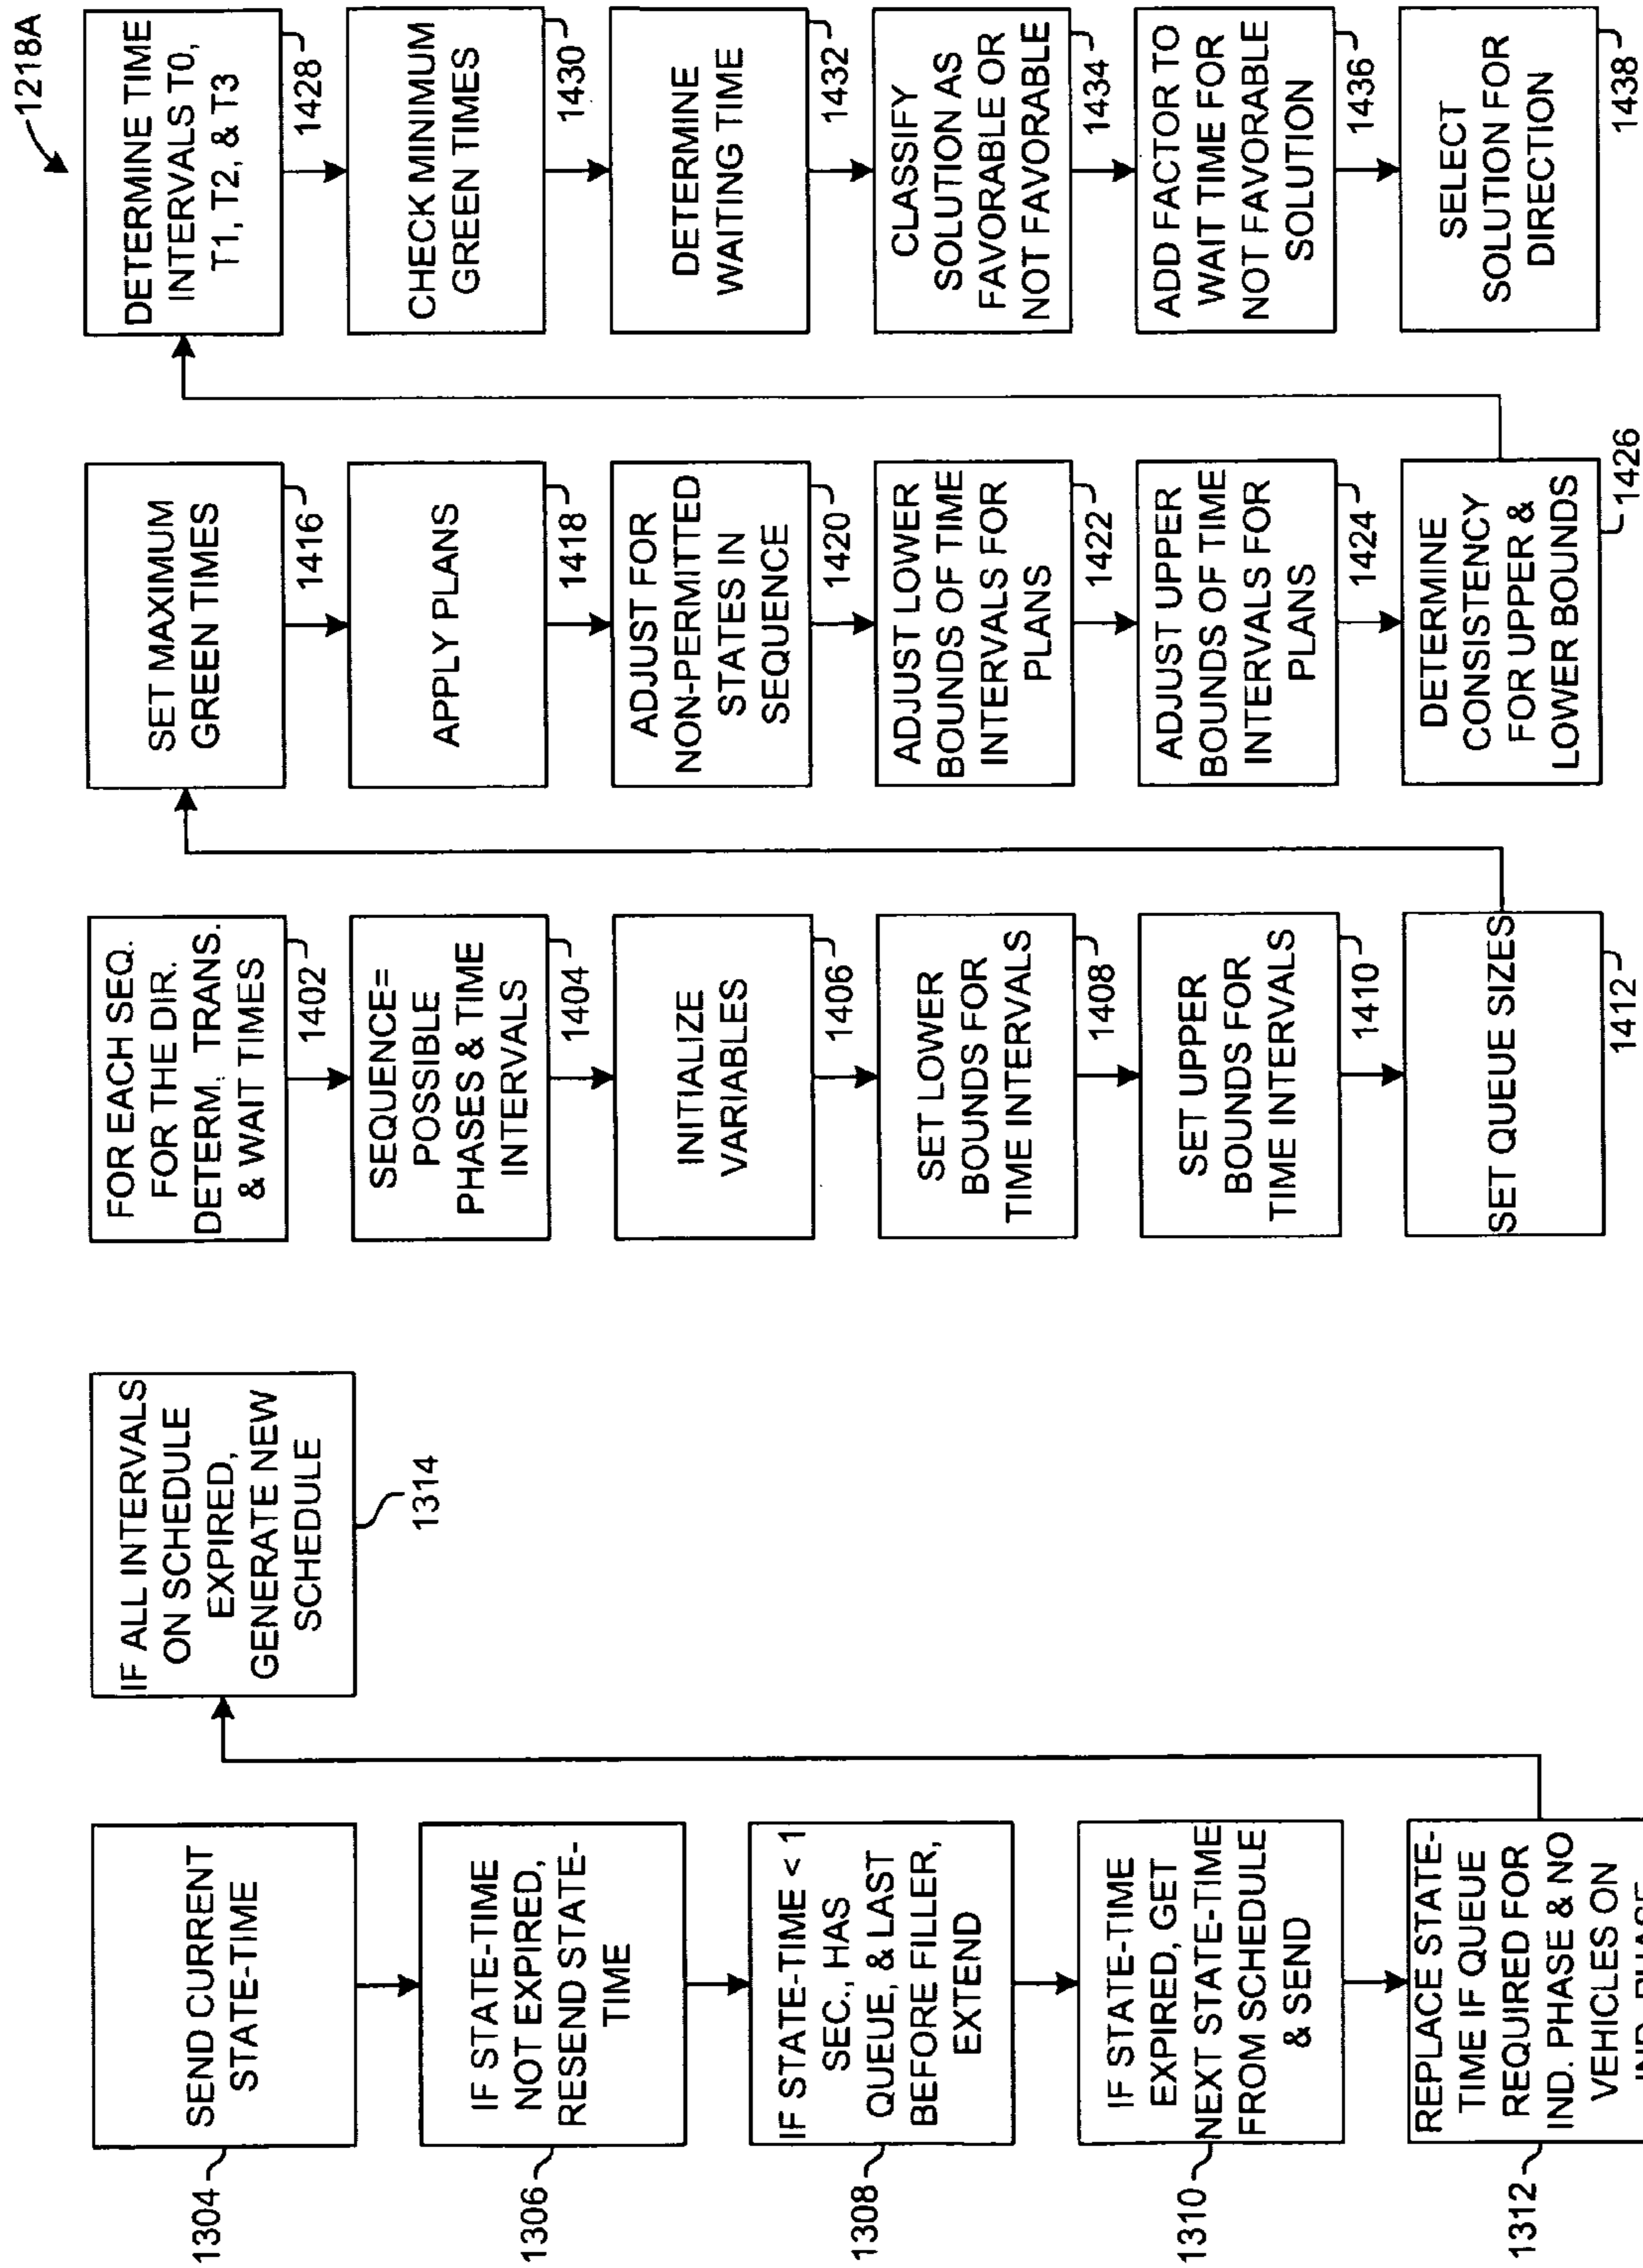 1218A
SEND CURRENT
STATE-TIME
1304
IF STATE-TIME
NOT EXPIRED,
RESEND STATE-
TIME
1306
IF STATE-TIME < 1
SEC., HAS
QUEUE, & LAST
BEFORE FILLER,
EXTEND
1308
IF STATE-TIME
EXPIRED, GET
NEXT STATE-TIME
FROM SCHEDULE
& SEND
1310
REPLACE STATE-
TIME IF QUEUE
REQUIRED FOR
IND. PHASE & NO
VEHICLES ON
IND. PHASE
1312
IF ALL INTERVALS
ON SCHEDULE
EXPIRED,
GENERATE NEW
SCHEDULE
1314
FOR EACH SEQ.
FOR THE DIR.
DETERM. TRANS.
& WAIT TIMES
1402
SEQUENCE=
POSSIBLE
PHASES & TIME
INTERVALS
1404
INITIALIZE
VARIABLES
1406
SET LOWER
BOUNDS FOR
TIME INTERVALS
1408
SET UPPER
BOUNDS FOR
TIME INTERVALS
1410
SET QUEUE SIZES
1412
SET MAXIMUM
GREEN TIMES
1416
APPLY PLANS
1418
ADJUST FOR
NON-PERMITTED
STATES IN
SEQUENCE
1420
ADJUST LOWER
BOUNDS OF TIME
INTERVALS FOR
PLANS
1422
ADJUST UPPER
BOUNDS OF TIME
INTERVALS FOR
PLANS
1424
DETERMINE
CONSISTENCY
FOR UPPER &
LOWER BOUNDS
1426
DETERMINE TIME
INTERVALS T0,
T1, T2, & T3
1428
CHECK MINIMUM
GREEN TIMES
1430
DETERMINE
WAITING TIME
1432
CLASSIFY
SOLUTION AS
FAVORABLE OR
NOT FAVORABLE
1434
ADD FACTOR TO
WAIT TIME FOR
NOT FAVORABLE
SOLUTION
1436
SELECT
SOLUTION FOR
DIRECTION
1438